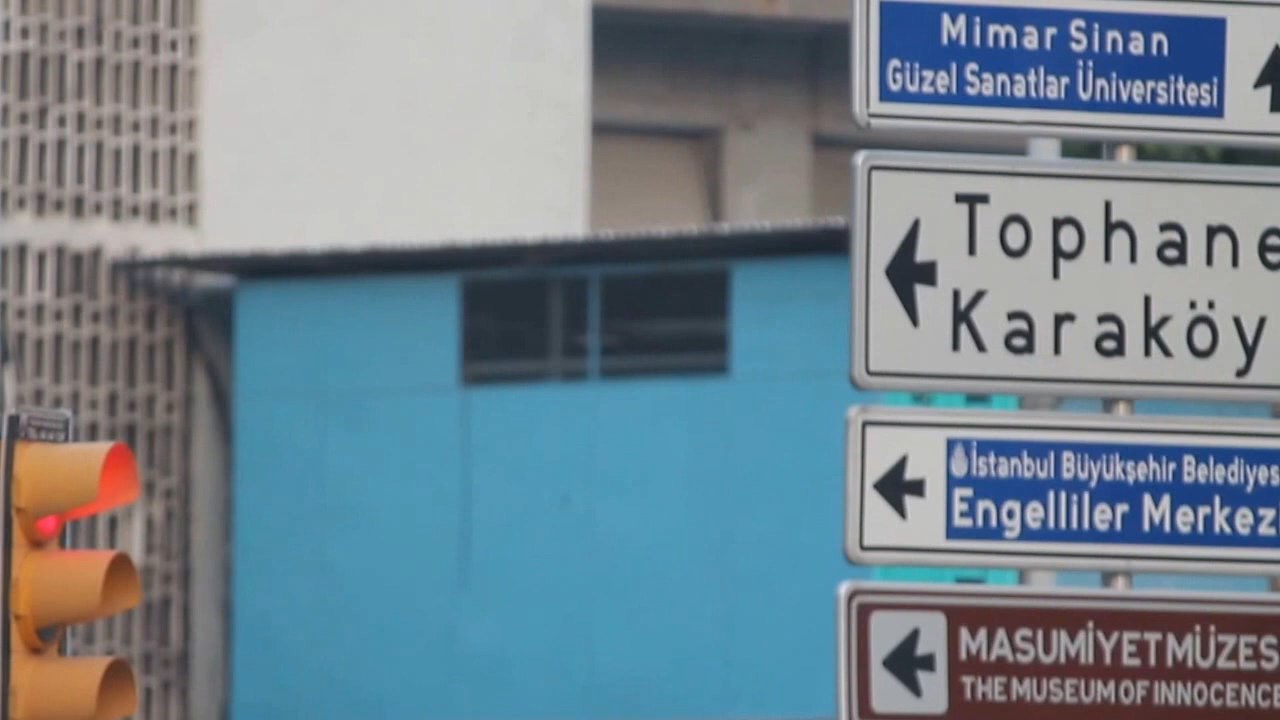 Mimar Sinan
Güzel Sanatlar Üniversitesi
Tophane
Karaköy
İstanbul Büyükşehir Belediyes
Engelliler Merkez
MASUMİYET MÜZES
THE MUSEUM OF INNOCENCE